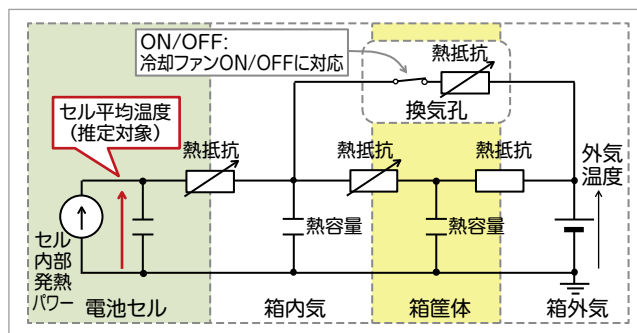 ON/OFF:
冷却ファンON/OFFに対応
熱抵抗
換気孔
セル平均温度
(推定対象)
熱抵抗
熱抵抗
熱抵抗
外気
温度
セル
内部
発熱
パワー
熱容量
熱容量
電池セル
箱内気
箱筐体
箱外気